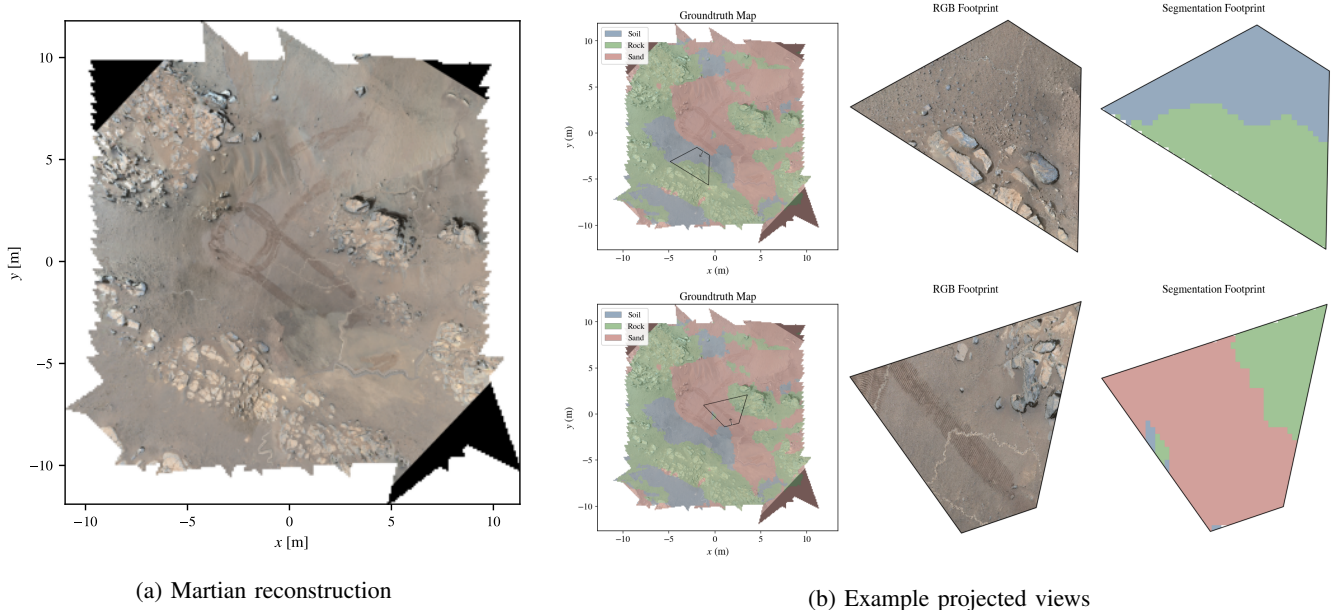 10
5
0
−5
−10
y [m]
−10
−5
0
5
10
x [m]
(a) Martian reconstruction
Groundtruth Map
Soil
Rock
Sand
10
5
0
−5
−10
y (m)
−10
−5
0
5
10
x (m)
RGB Footprint
Segmentation Footprint
Groundtruth Map
Soil
Rock
Sand
10
5
0
−5
−10
y (m)
−10
−5
0
5
10
x (m)
RGB Footprint
Segmentation Footprint
(b) Example projected views